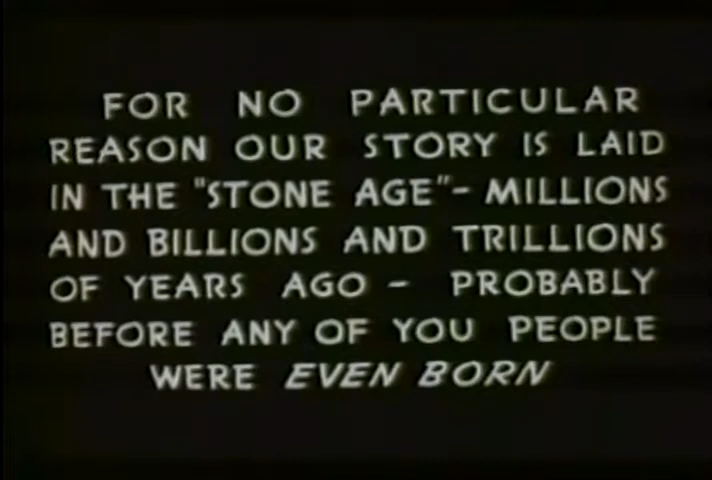 FOR NO PARTICULAR
REASON OUR STORY IS LAID
IN THE "STONE AGE"- MILLIONS
AND BILLIONS AND TRILLIONS
OF YEARS AGO - PROBABLY
BEFORE ANY OF YOU PEOPLE
WERE EVEN BORN